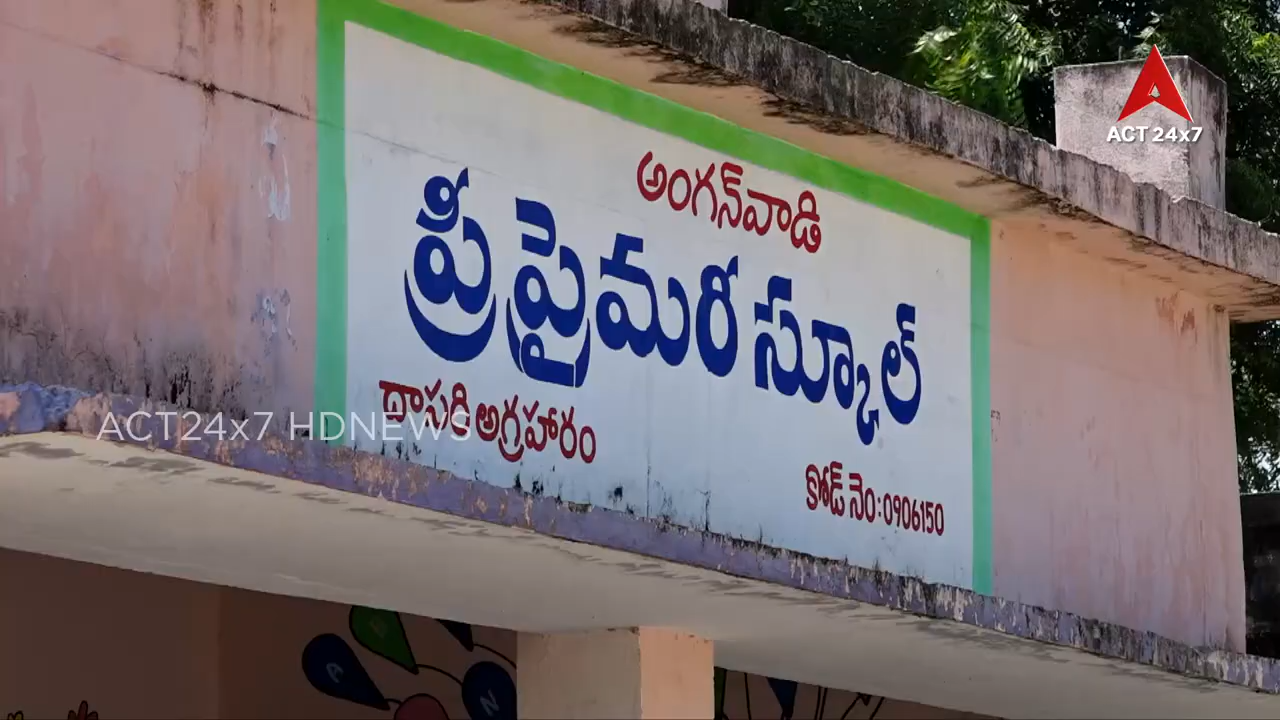 అంగన్‌వాడి
ప్రీ ప్రైమరీ స్కూల్
దాసరి అగ్రహారం
కోడ్ నెం:0906150
ACT 24x7
ACT24x7 HDNEWS
A
N